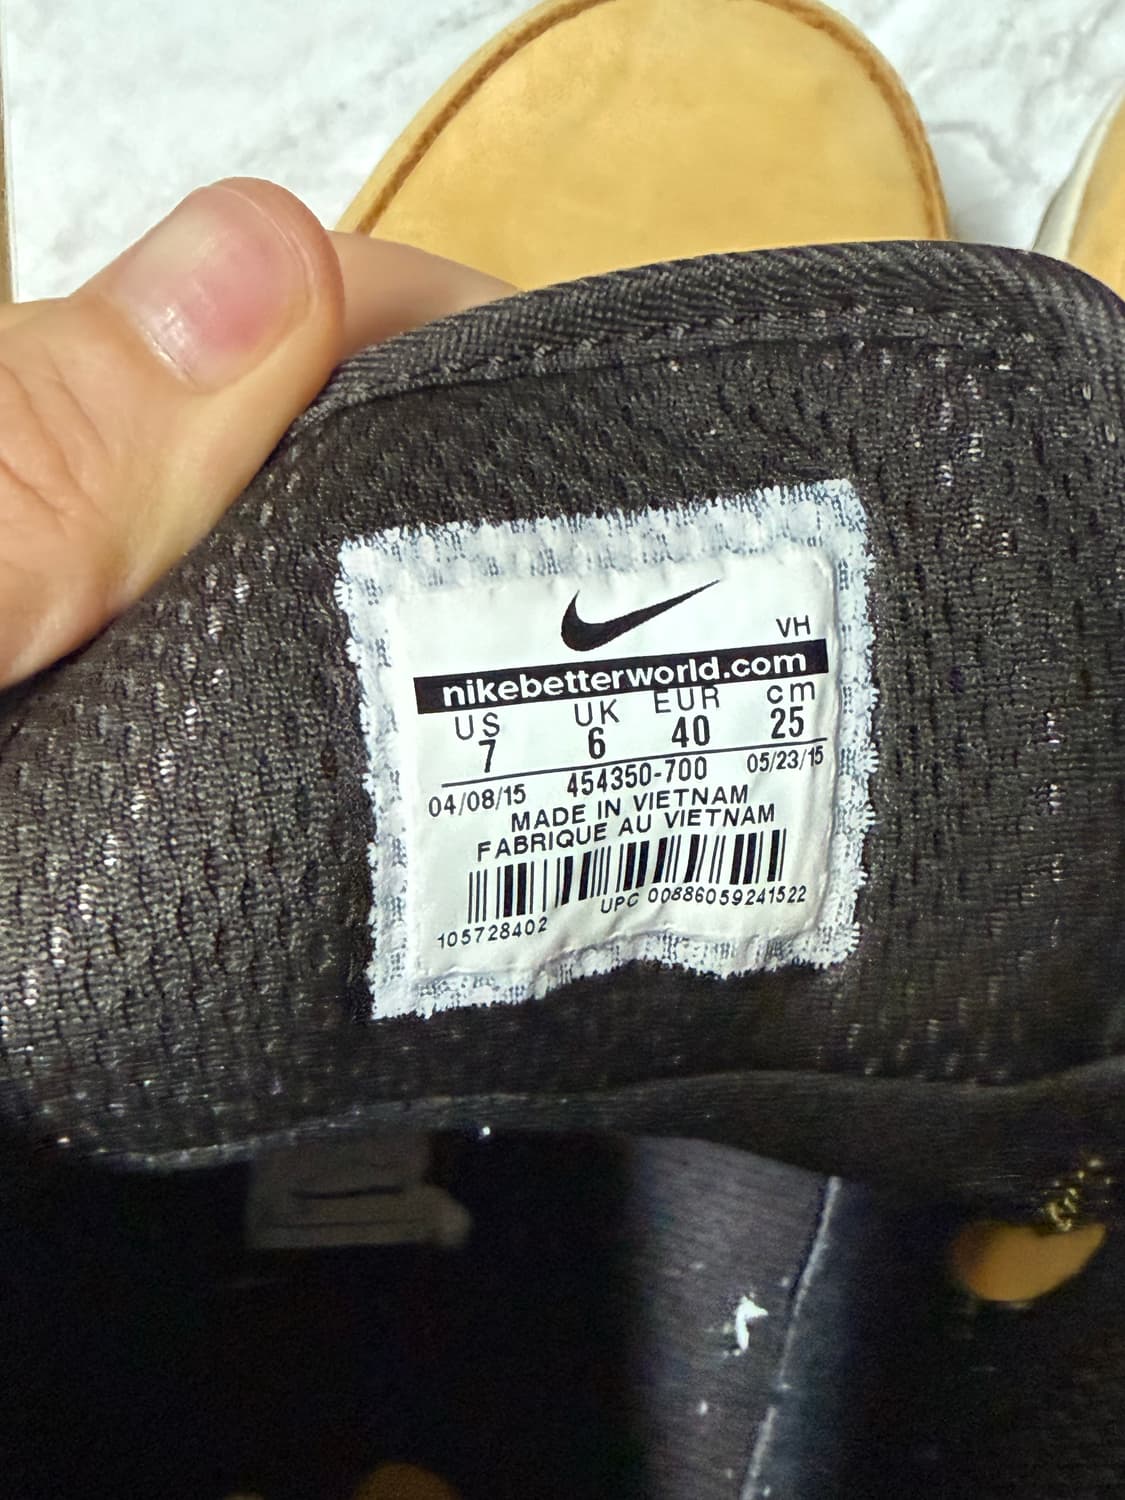 VH
nikebetterworld.com
US UK EUR cm
7 6 40 25
04/08/15 454350-700 05/23/15
MADE IN VIETNAM
FABRIQUE AU VIETNAM
105728402 UPC 00886059241522